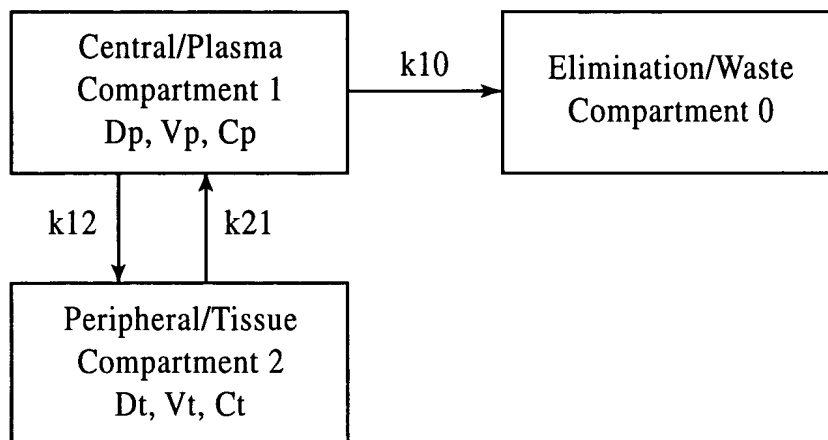 Central/Plasma
Compartment 1
Dp, Vp, Cp
k10
Elimination/Waste
Compartment 0
k12
k21
Peripheral/Tissue
Compartment 2
Dt, Vt, Ct